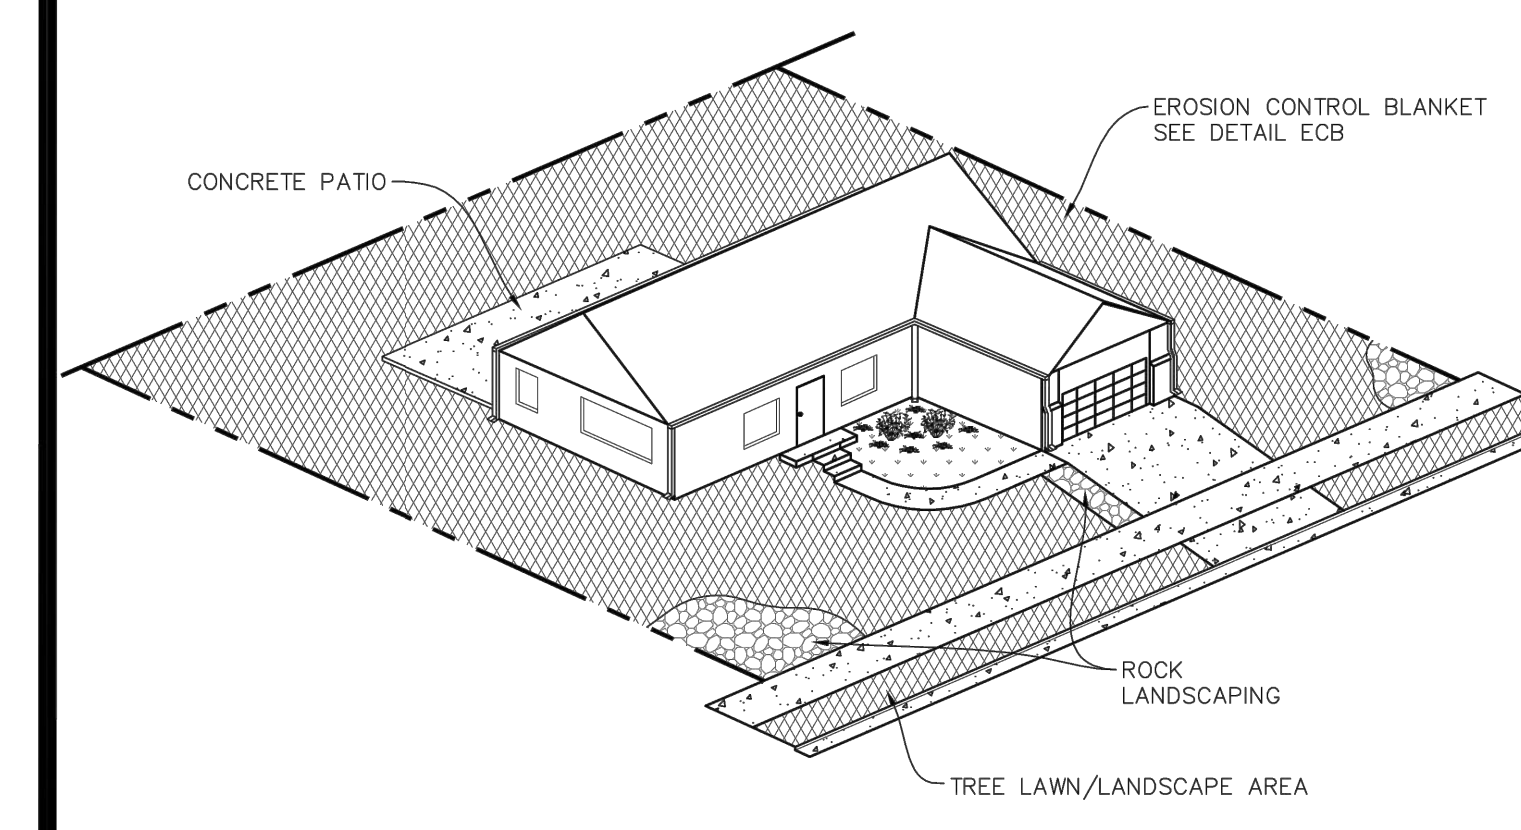 EROSION CONTROL BLANKET
SEE DETAIL ECB
CONCRETE PATIO
ROCK
LANDSCAPING
TREE LAWN/LANDSCAPE AREA